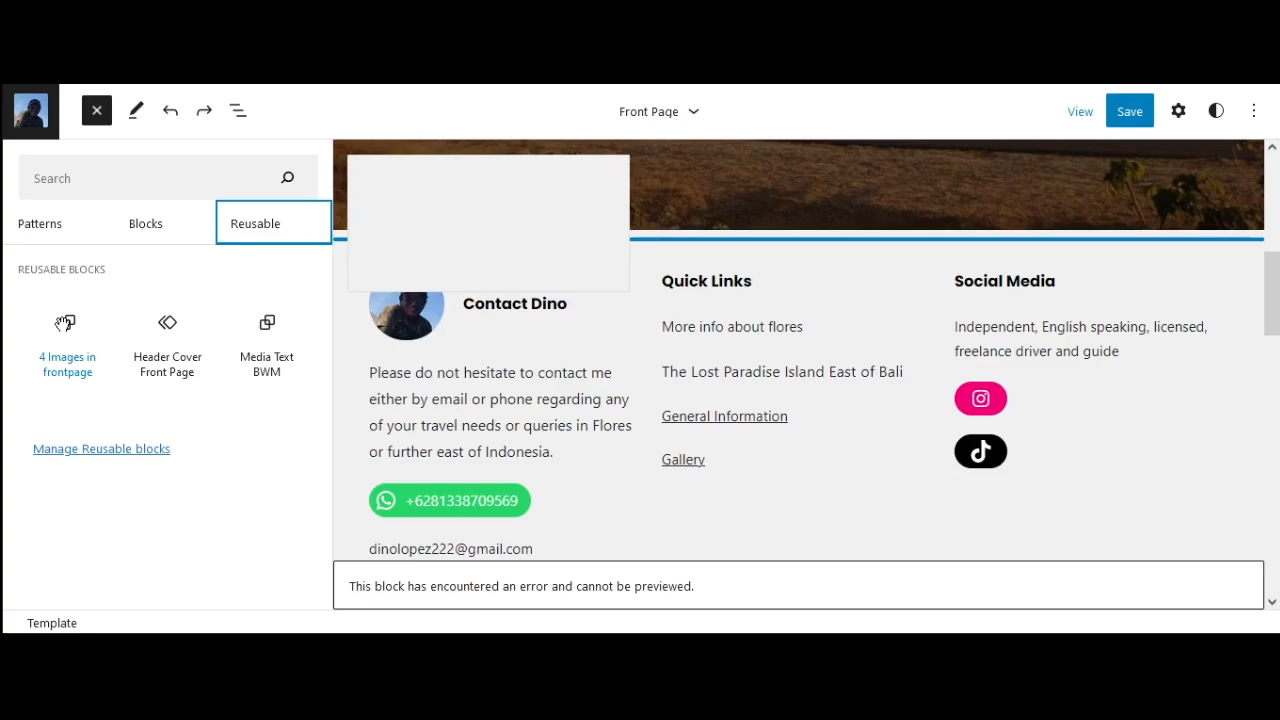 Front Page
View
Save
Search
Patterns
Blocks
Reusable
REUSABLE BLOCKS
4 Images in
frontpage
Header Cover
Front Page
Media Text
BWM
Manage Reusable blocks
Contact Dino
Please do not hesitate to contact me
either by email or phone regarding any
of your travel needs or queries in Flores
or further east of Indonesia.
+6281338709569
dinolopez222@gmail.com
Quick Links
More info about flores
The Lost Paradise Island East of Bali
General Information
Gallery
Social Media
Independent, English speaking, licensed,
freelance driver and guide
This block has encountered an error and cannot be previewed.
Template